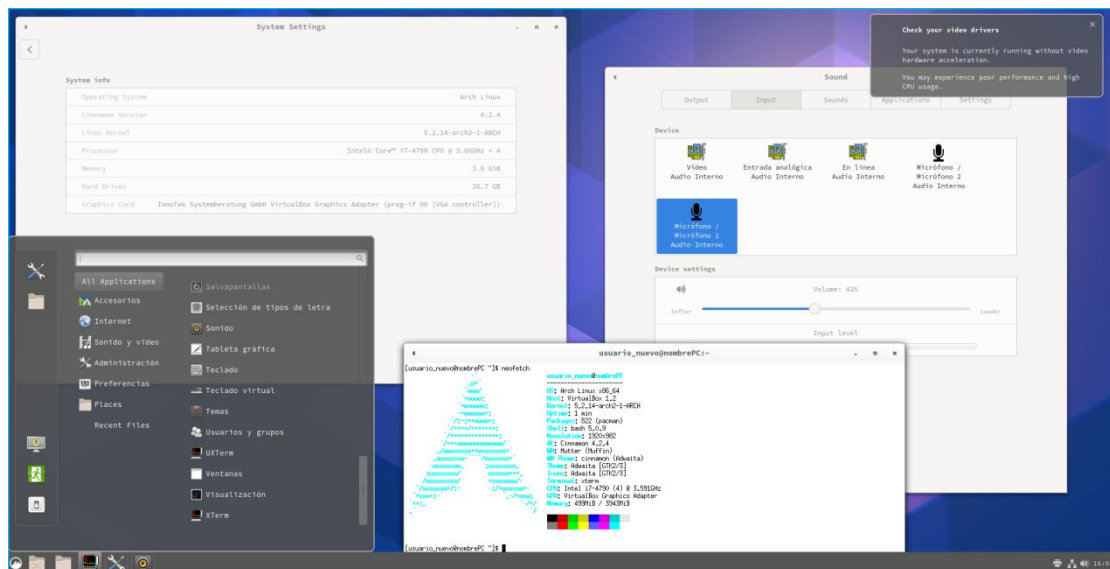 System Settings
System info
Operating System Arch Linux
Cinnamon Version 4.2.4
Linux Kernel 5.2.14-arch2-1-ARCH
Processor Intel© Core™ i7-4790 CPU @ 3.60GHz × 4
Memory 3.9 GiB
Hard Drives 26.7 GB
Graphics Card InnoTek Systemberatung GmbH VirtualBox Graphics Adapter (prog-if 00 [VGA controller])
Check your video drivers
Your system is currently running without video
hardware acceleration.
You may experience poor performance and high
CPU usage.
Sound
Output Input Sounds Applications Settings
Device
Vídeo
Audio Interno
Entrada analógica
Audio Interno
En línea
Audio Interno
Micrófono /
Micrófono 2
Audio Interno
Micrófono /
Micrófono 1
Audio Interno
Device settings
Volume: 42%
Softer Louder
Input level
All Applications
Accesorios
Internet
Sonido y vídeo
Administración
Preferencias
Places
Recent Files
Salvapantallas
Selección de tipos de letra
Sonido
Tableta gráfica
Teclado
Teclado virtual
Temas
Usuarios y grupos
UXTerm
Ventanas
Visualización
XTerm
usuario_nuevo@nombrePC:~
[usuario_nuevo@nombrePC ~]$ neofetch
usuario_nuevo@nombrePC
OS: Arch Linux x86_64
Host: VirtualBox 1.2
Kernel: 5.2.14-arch2-1-ARCH
Uptime: 1 min
Packages: 522 (pacman)
Shell: bash 5.0.9
Resolution: 1920x982
DE: Cinnamon 4.2.4
WM: Mutter (Muffin)
WM Theme: cinnamon (Adwaita)
Theme: Adwaita [GTK2/3]
Icons: Adwaita [GTK2/3]
Terminal: xterm
CPU: Intel i7-4790 (4) @ 3.591GHz
GPU: VirtualBox Graphics Adapter
Memory: 499MiB / 3943MiB
[usuario_nuevo@nombrePC ~]$